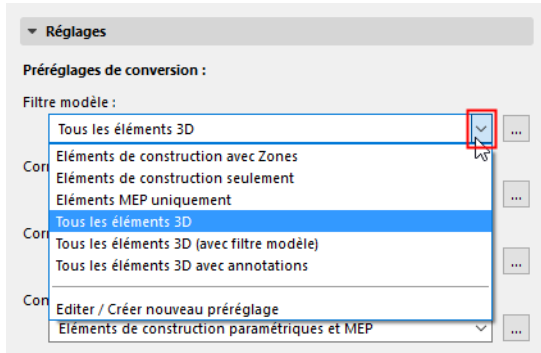 Réglages
Préréglages de conversion :
Filtre modèle :
Tous les éléments 3D
...
Eléments de construction avec Zones
Eléments de construction seulement
Eléments MEP uniquement
...
Tous les éléments 3D
Tous les éléments 3D (avec filtre modèle)
Tous les éléments 3D avec annotations
...
Editer / Créer nouveau préréglage
Eléments de construction paramétriques et MEP
...